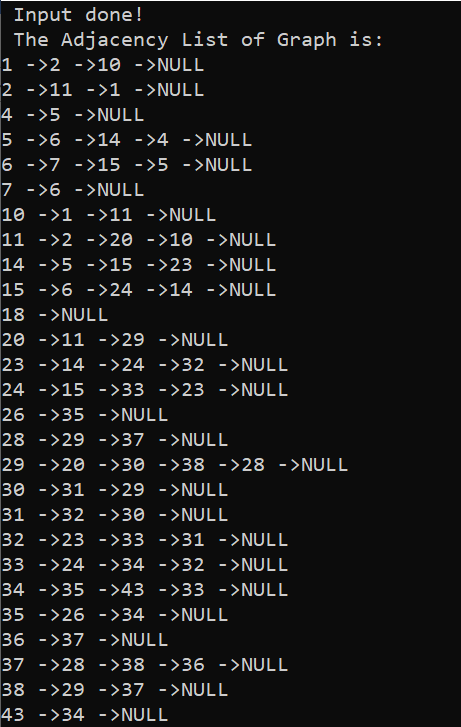 Input done!
The Adjacency List of Graph is:
1 ->2 ->10 ->NULL
2 ->11 ->1 ->NULL
4 ->5 ->NULL
5 ->6 ->14 ->4 ->NULL
6 ->7 ->15 ->5 ->NULL
7 ->6 ->NULL
10 ->1 ->11 ->NULL
11 ->2 ->20 ->10 ->NULL
14 ->5 ->15 ->23 ->NULL
15 ->6 ->24 ->14 ->NULL
18 ->NULL
20 ->11 ->29 ->NULL
23 ->14 ->24 ->32 ->NULL
24 ->15 ->33 ->23 ->NULL
26 ->35 ->NULL
28 ->29 ->37 ->NULL
29 ->20 ->30 ->38 ->28 ->NULL
30 ->31 ->29 ->NULL
31 ->32 ->30 ->NULL
32 ->23 ->33 ->31 ->NULL
33 ->24 ->34 ->32 ->NULL
34 ->35 ->43 ->33 ->NULL
35 ->26 ->34 ->NULL
36 ->37 ->NULL
37 ->28 ->38 ->36 ->NULL
38 ->29 ->37 ->NULL
43 ->34 ->NULL